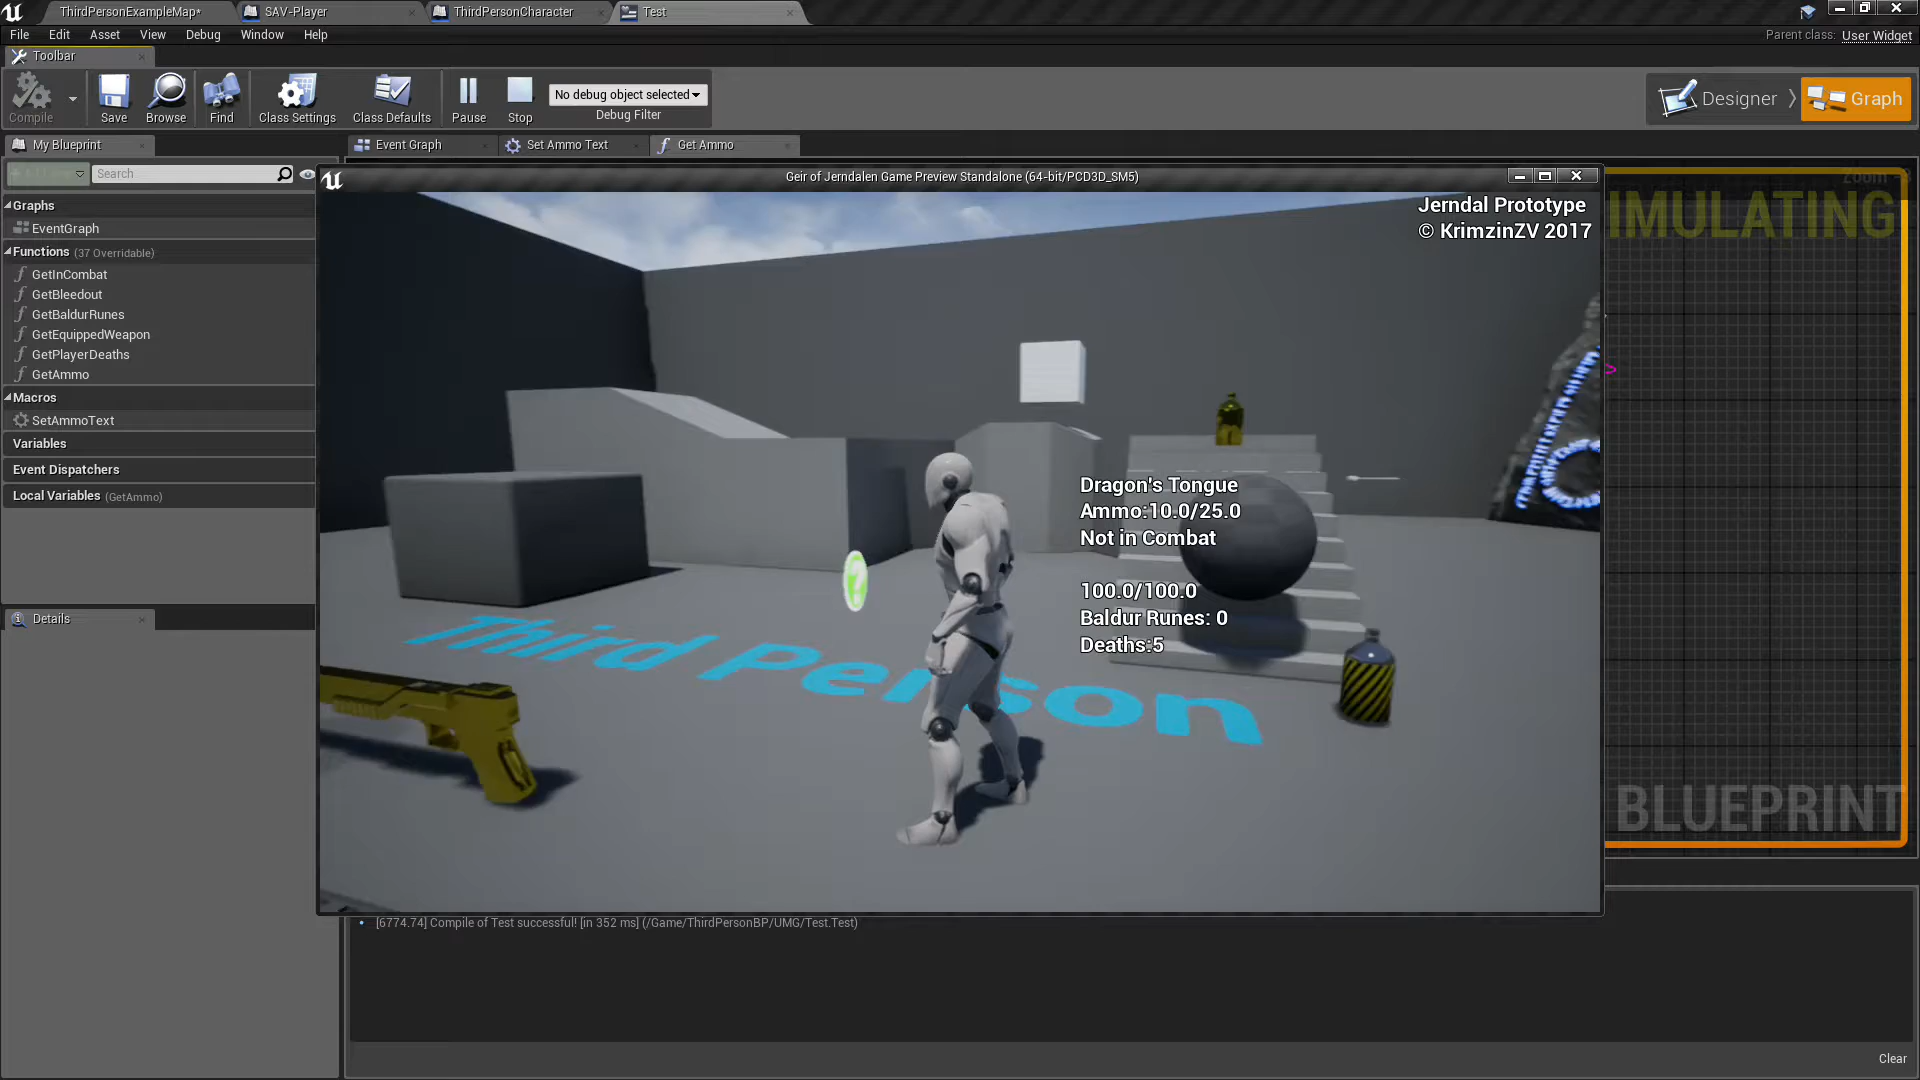 ThirdPersonExampleMap*
SAV-Player
ThirdPersonCharacter
Test
File Edit Asset View Debug Window Help
Parent class: User Widget
Toolbar
Compile
Save
Browse
Find
Class Settings
Class Defaults
Pause
Stop
No debug object selected
Debug Filter
Designer
Graph
My Blueprint
Event Graph
Set Ammo Text
Get Ammo
Search
Geir of Jerndalen Game Preview Standalone (64-bit/PCD3D_SM5)
Zoom
Graphs
EventGraph
Functions (37 Overridable)
GetInCombat
GetBleedout
GetBaldurRunes
GetEquippedWeapon
GetPlayerDeaths
GetAmmo
Macros
SetAmmoText
Variables
Event Dispatchers
Local Variables (GetAmmo)
Details
Jerndal Prototype
© KrimzinZV 2017
IMULATING
Dragon's Tongue
Ammo:10.0/25.0
Not in Combat
100.0/100.0
Baldur Runes: 0
Deaths:5
Third Person
BLUEPRINT
[6774.74] Compile of Test successful! [in 352 ms] (/Game/ThirdPersonBP/UMG/Test.Test)
Clear